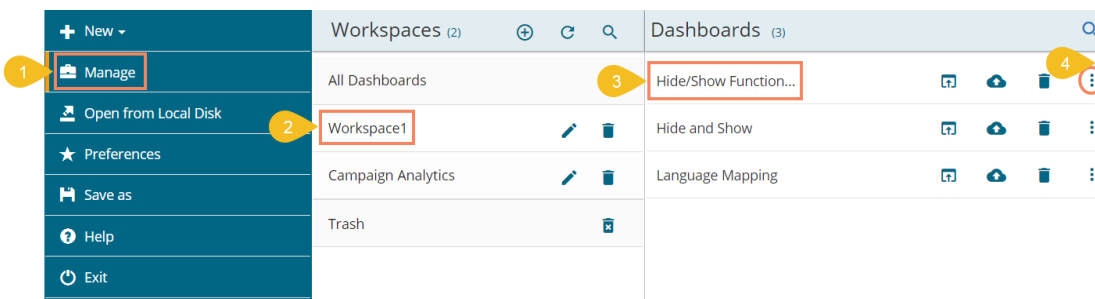 New
1
Manage
Open from Local Disk
Preferences
Save as
Help
Exit
Workspaces (2)
All Dashboards
2
Workspace1
Campaign Analytics
Trash
Dashboards (3)
3
Hide/Show Function...
4
Hide and Show
Language Mapping